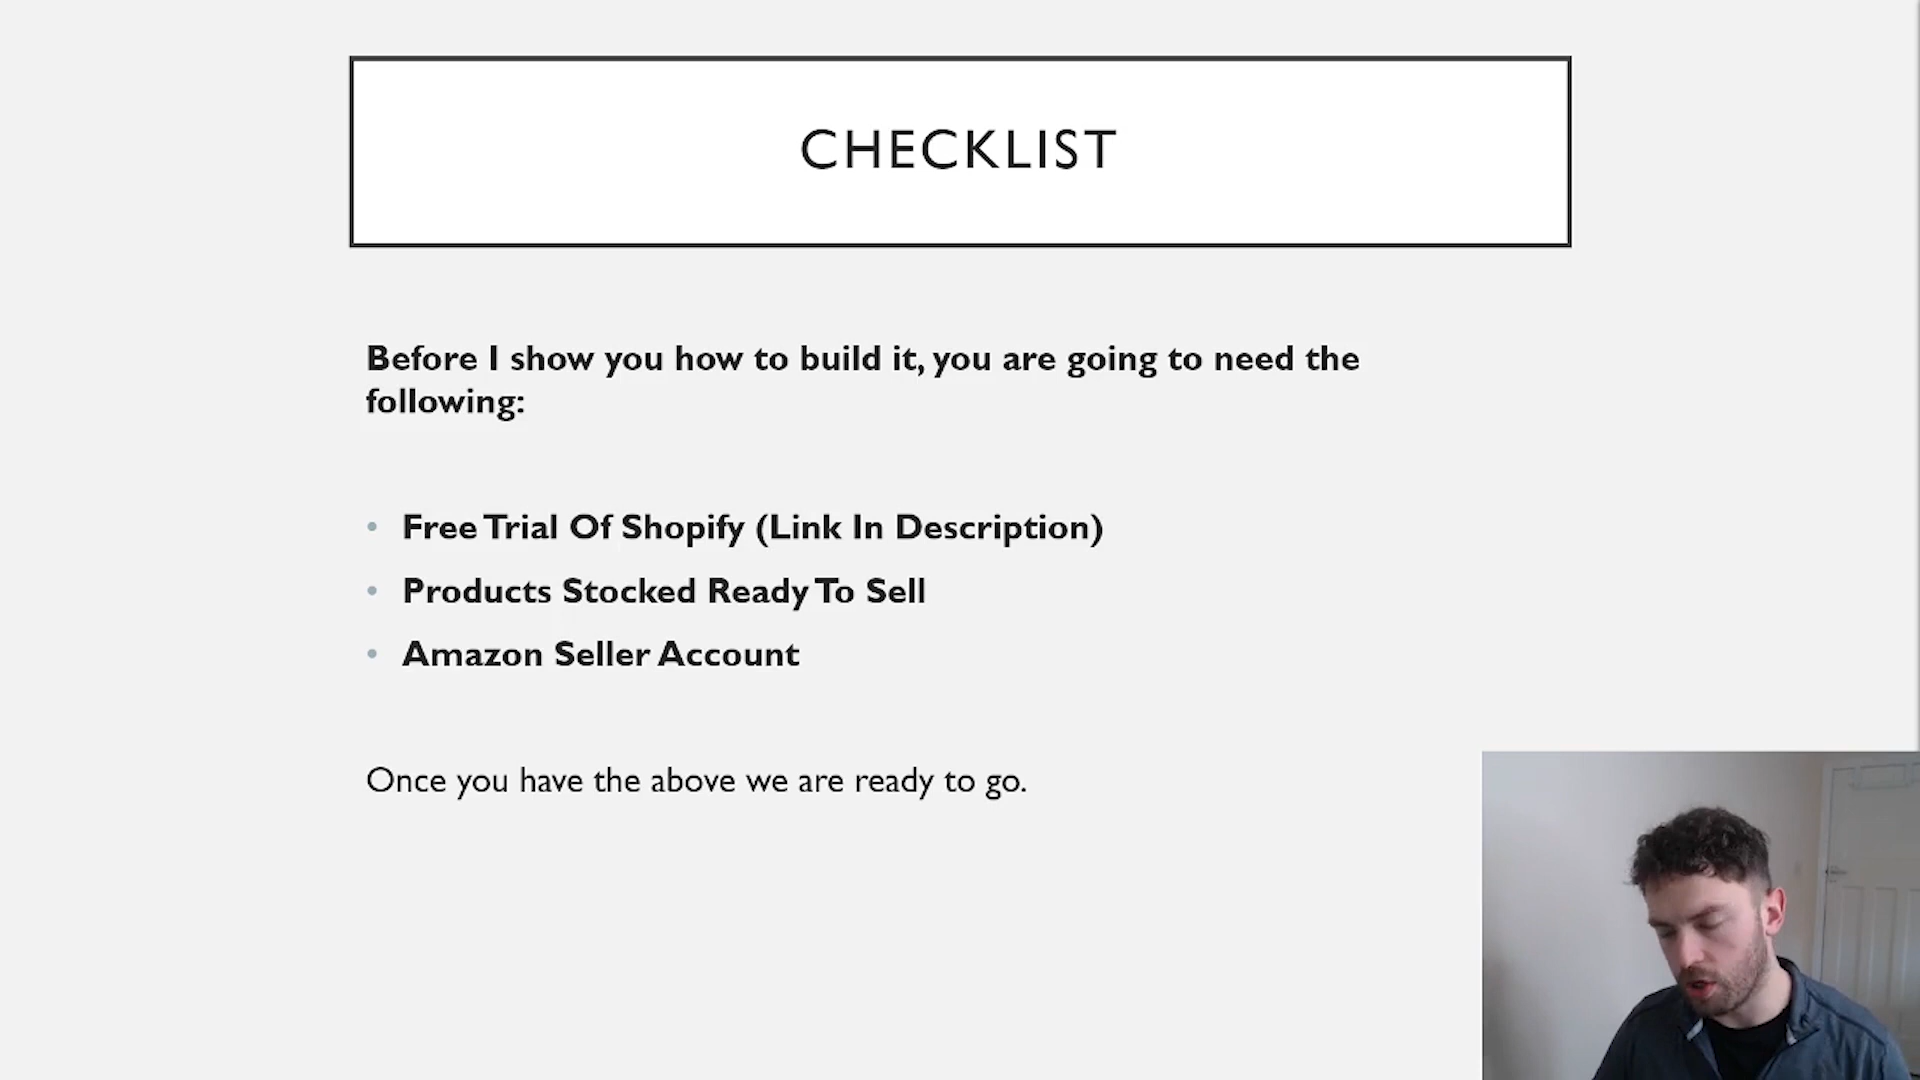 CHECKLIST
Before I show you how to build it, you are going to need the
following:
• Free Trial Of Shopify (Link In Description)
• Products Stocked Ready To Sell
• Amazon Seller Account
Once you have the above we are ready to go.